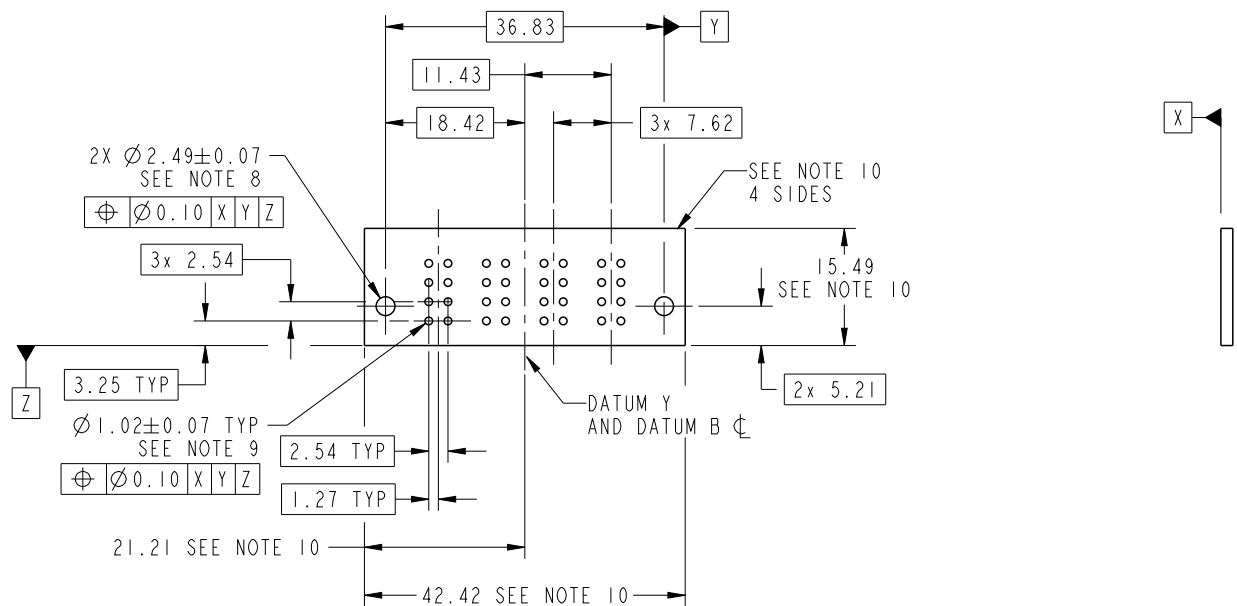 36.83
Y
11.43
18.42
3x 7.62
X
2X Ø2.49±0.07
SEE NOTE 8
⌖ Ø0.10 X Y Z
SEE NOTE 10
4 SIDES
3x 2.54
15.49
SEE NOTE 10
Z
3.25 TYP
2x 5.21
Ø1.02±0.07 TYP
SEE NOTE 9
⌖ Ø0.10 X Y Z
DATUM Y
AND DATUM B ℄
2.54 TYP
1.27 TYP
21.21 SEE NOTE 10
42.42 SEE NOTE 10